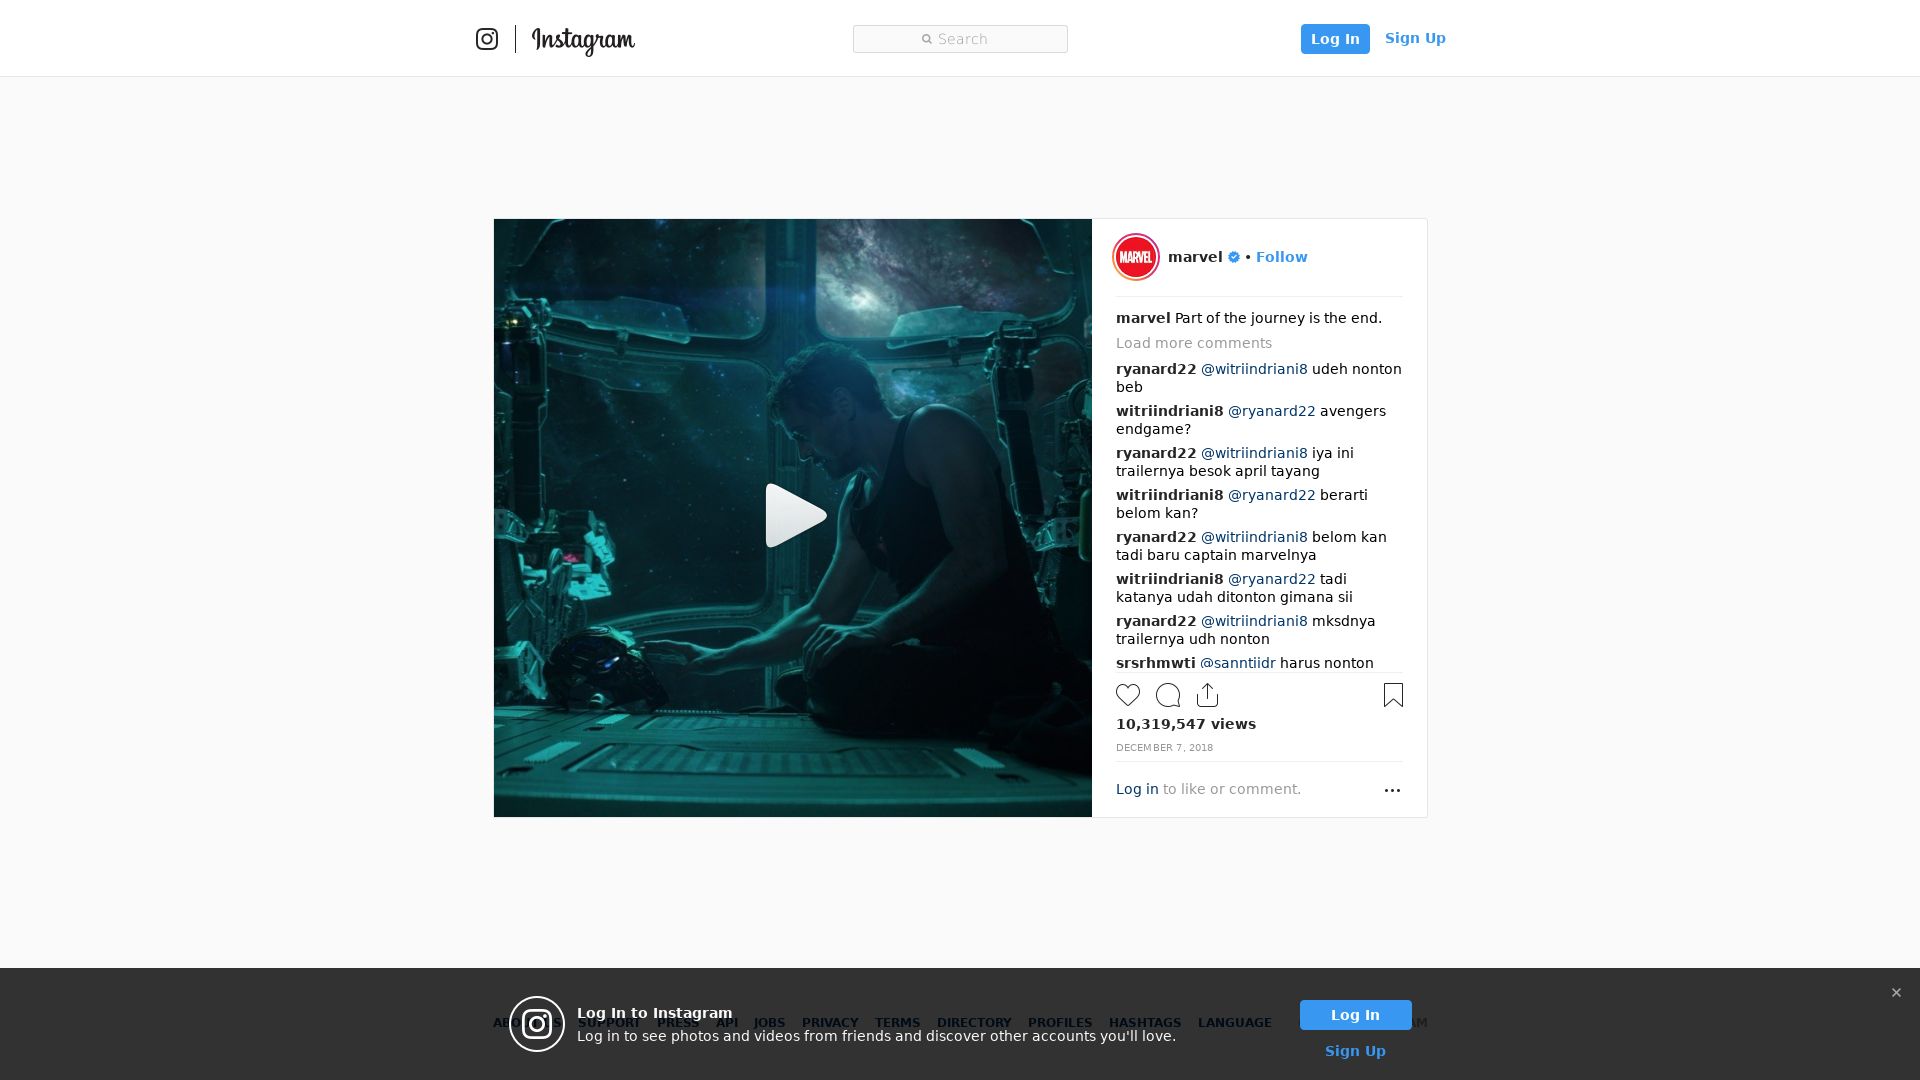 Instagram
Search
Log In
Sign Up
MARVEL
marvel • Follow
marvel Part of the journey is the end.
Load more comments
ryanard22 @witriindriani8 udeh nonton
beb
witriindriani8 @ryanard22 avengers
endgame?
ryanard22 @witriindriani8 iya ini
trailernya besok april tayang
witriindriani8 @ryanard22 berarti
belom kan?
ryanard22 @witriindriani8 belom kan
tadi baru captain marvelnya
witriindriani8 @ryanard22 tadi
katanya udah ditonton gimana sii
ryanard22 @witriindriani8 mksdnya
trailernya udh nonton
srsrhmwti @sanntiidr harus nonton
10,319,547 views
DECEMBER 7, 2018
Log in to like or comment.
Log In to Instagram
SUPPORT PRESS API JOBS PRIVACY TERMS DIRECTORY PROFILES HASHTAGS LANGUAGE
Log in to see photos and videos from friends and discover other accounts you'll love.
Log In
Sign Up